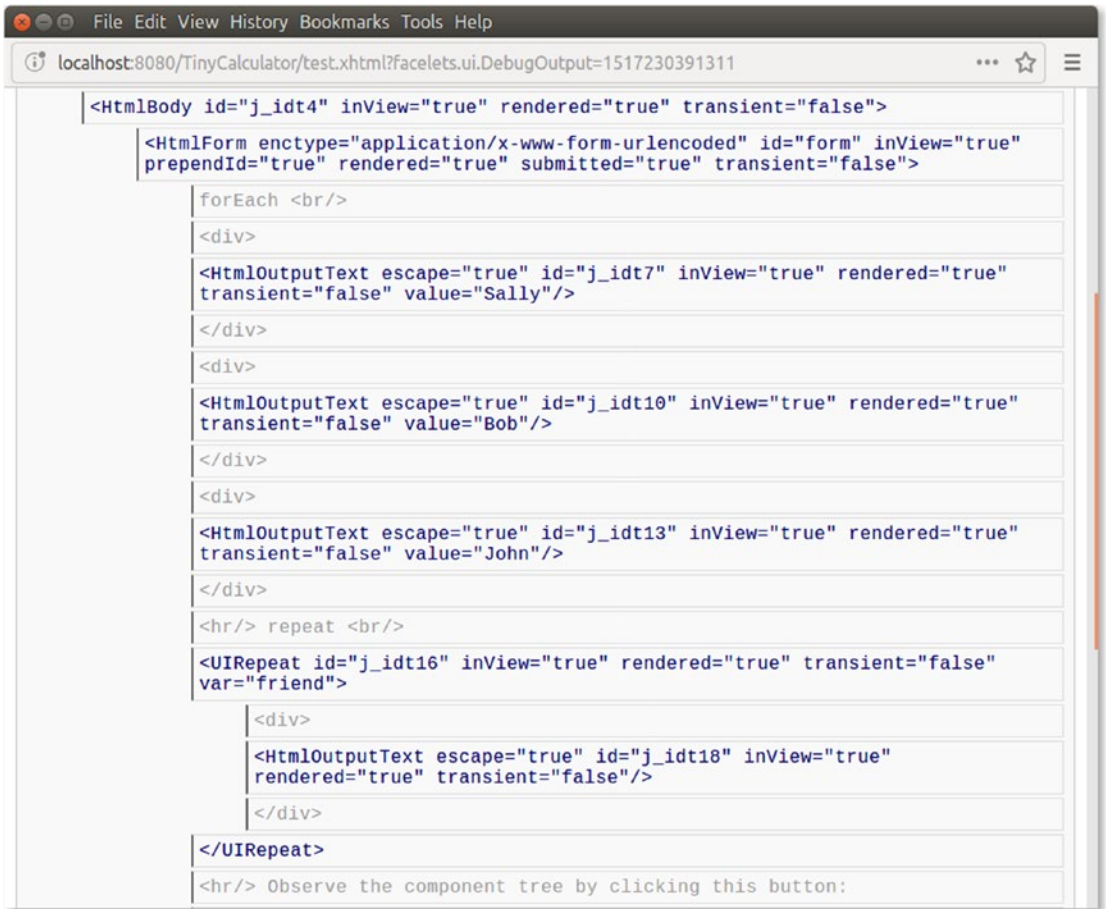 File Edit View History Bookmarks Tools Help
localhost:8080/TinyCalculator/test.xhtml?facelets.ui.DebugOutput=1517230391311
<HtmlBody id="j_idt4" inView="true" rendered="true" transient="false">
<HtmlForm enctype="application/x-www-form-urlencoded" id="form" inView="true"
prependId="true" rendered="true" submitted="true" transient="false">
forEach <br/>
<div>
<HtmlOutputText escape="true" id="j_idt7" inView="true" rendered="true"
transient="false" value="Sally"/>
</div>
<div>
<HtmlOutputText escape="true" id="j_idt10" inView="true" rendered="true"
transient="false" value="Bob"/>
</div>
<div>
<HtmlOutputText escape="true" id="j_idt13" inView="true" rendered="true"
transient="false" value="John"/>
</div>
<hr/> repeat <br/>
<UIRepeat id="j_idt16" inView="true" rendered="true" transient="false"
var="friend">
<div>
<HtmlOutputText escape="true" id="j_idt18" inView="true"
rendered="true" transient="false"/>
</div>
</UIRepeat>
<hr/> Observe the component tree by clicking this button: